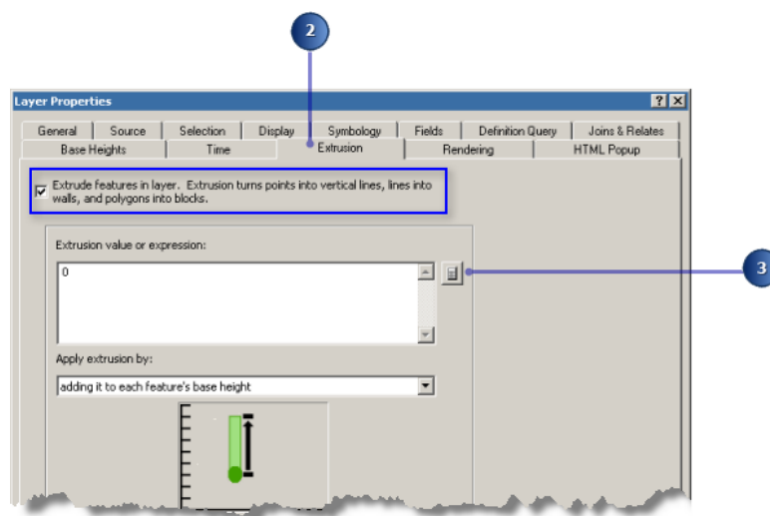 2
Layer Properties
General Source Selection Display Symbology Fields Definition Query Joins & Relates
Base Heights Time Extrusion Rendering HTML Popup
Extrude features in layer. Extrusion turns points into vertical lines, lines into
walls, and polygons into blocks.
Extrusion value or expression:
0
3
Apply extrusion by:
adding it to each feature's base height